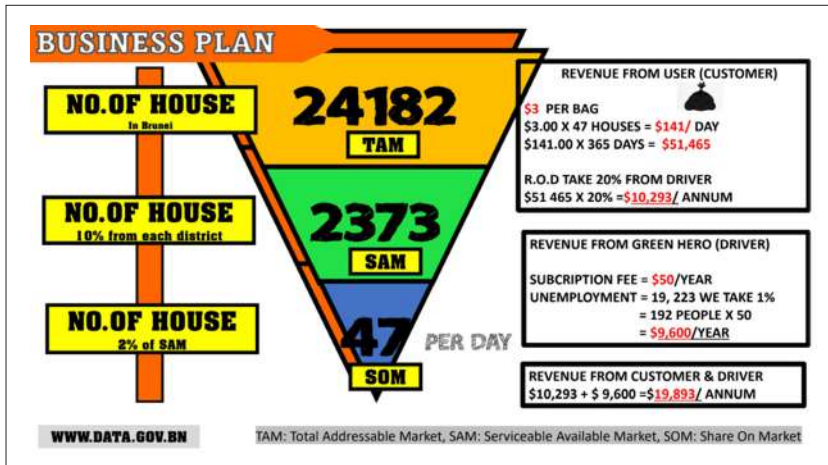 BUSINESS PLAN
NO.OF HOUSE
In Brunei
NO.OF HOUSE
10% from each district
NO.OF HOUSE
2% of SAM
24182
TAM
2373
SAM
47 PER DAY
SOM
REVENUE FROM USER (CUSTOMER)
$3 PER BAG
$3.00 X 47 HOUSES = $141/ DAY
$141.00 X 365 DAYS = $51,465
R.O.D TAKE 20% FROM DRIVER
$51 465 X 20% =$10,293/ ANNUM
REVENUE FROM GREEN HERO (DRIVER)
SUBCRIPTION FEE = $50/YEAR
UNEMPLOYMENT = 19, 223 WE TAKE 1%
= 192 PEOPLE X 50
= $9,600/YEAR
REVENUE FROM CUSTOMER & DRIVER
$10,293 + $ 9,600 =$19,893/ ANNUM
WWW.DATA.GOV.BN
TAM: Total Addressable Market, SAM: Serviceable Available Market, SOM: Share On Market